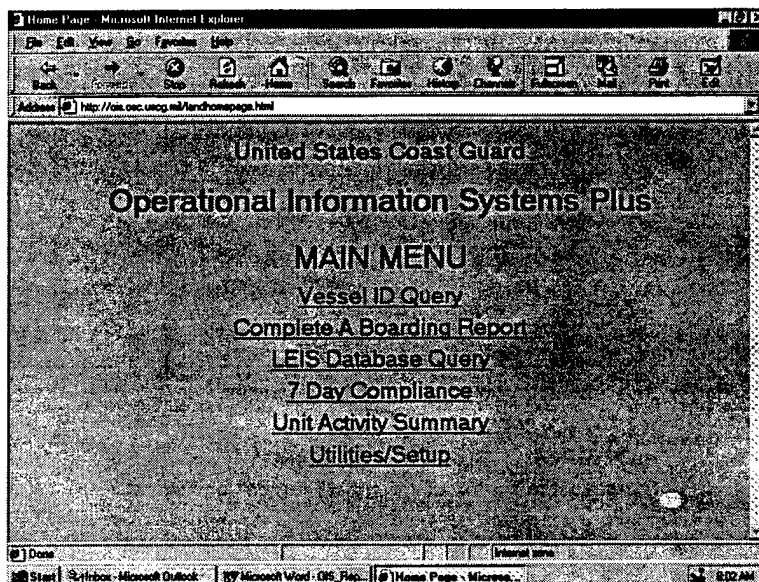 Home Page - Microsoft Internet Explorer
File Edit View Go Favorites Help
Back Forward Stop Refresh Home Search Favorites History Channels Fullscreen Mail Print Edit
Address http://ois.osc.uscg.mil/landhomepage.html
United States Coast Guard
Operational Information Systems Plus
MAIN MENU
Vessel ID Query
Complete A Boarding Report
LEIS Database Query
7 Day Compliance
Unit Activity Summary
Utilities/Setup
Done Internet zone
Start Inbox - Microsoft Outlook Microsoft Word - OIS_Rep... Home Page - Microso... 8:02 AM